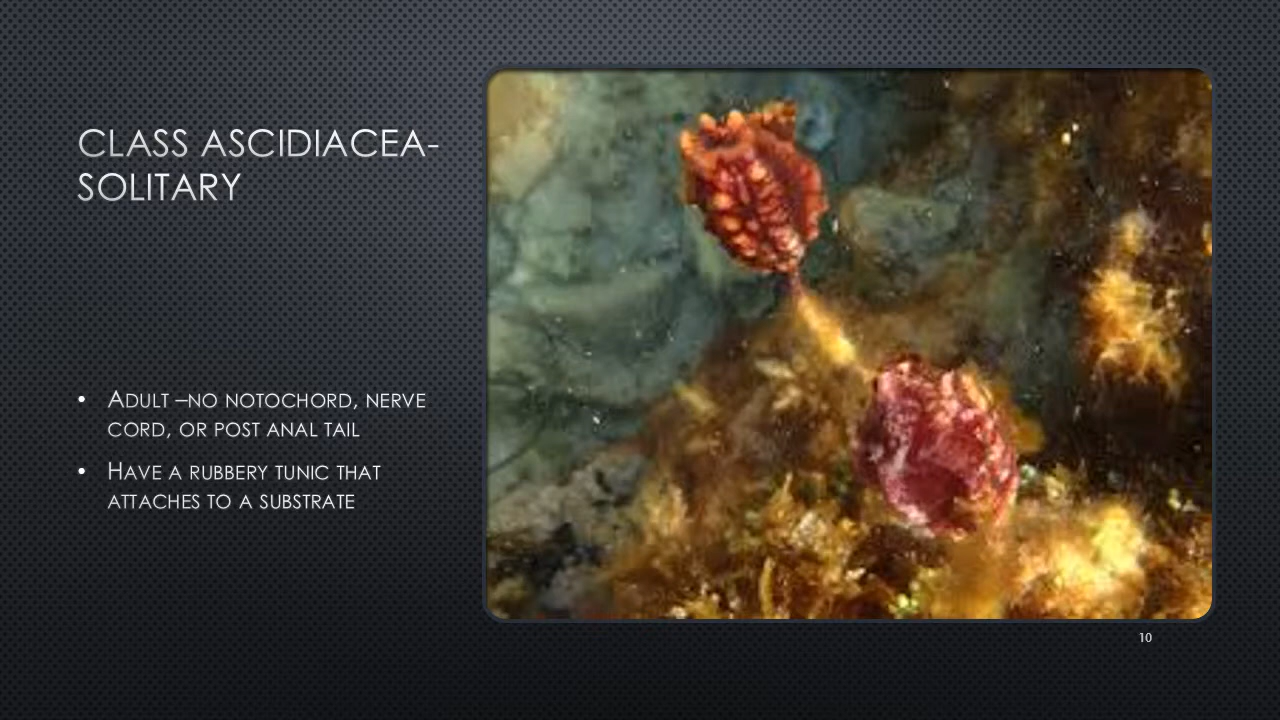 CLASS ASCIDIACEA-
SOLITARY
• ADULT –NO NOTOCHORD, NERVE
CORD, OR POST ANAL TAIL
• HAVE A RUBBERY TUNIC THAT
ATTACHES TO A SUBSTRATE
10